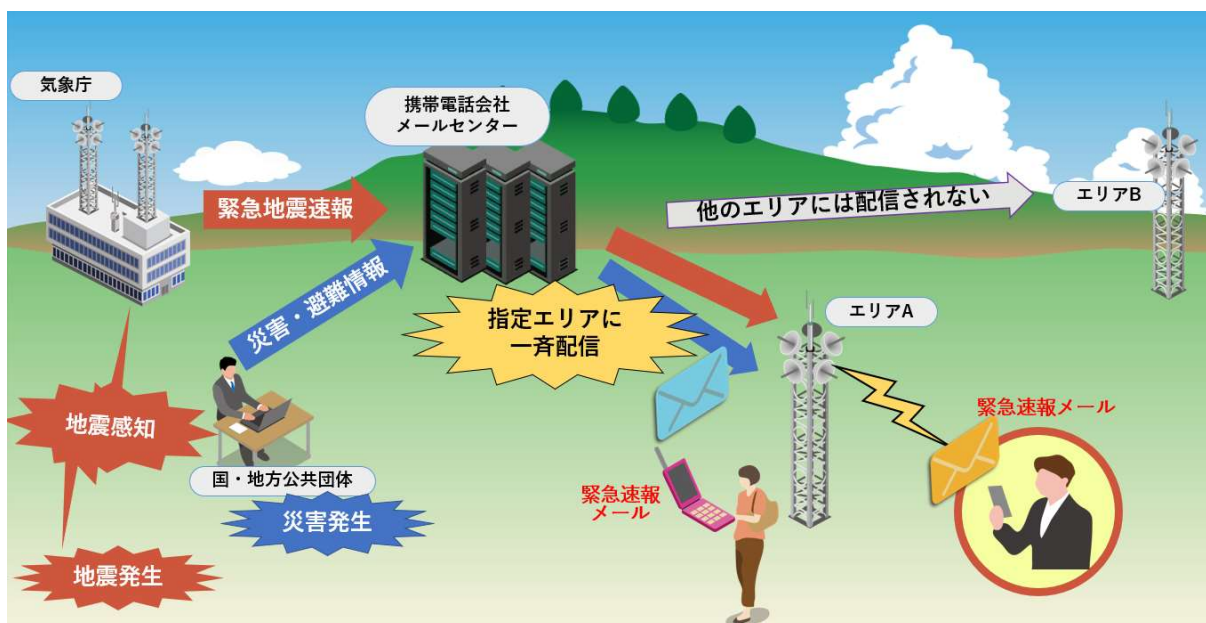 気象庁
携帯電話会社
メールセンター
緊急地震速報
他のエリアには配信されない
エリアB
災害・避難情報
指定エリアに
一斉配信
エリアA
地震感知
緊急速報メール
国・地方公共団体
緊急速報
メール
災害発生
地震発生